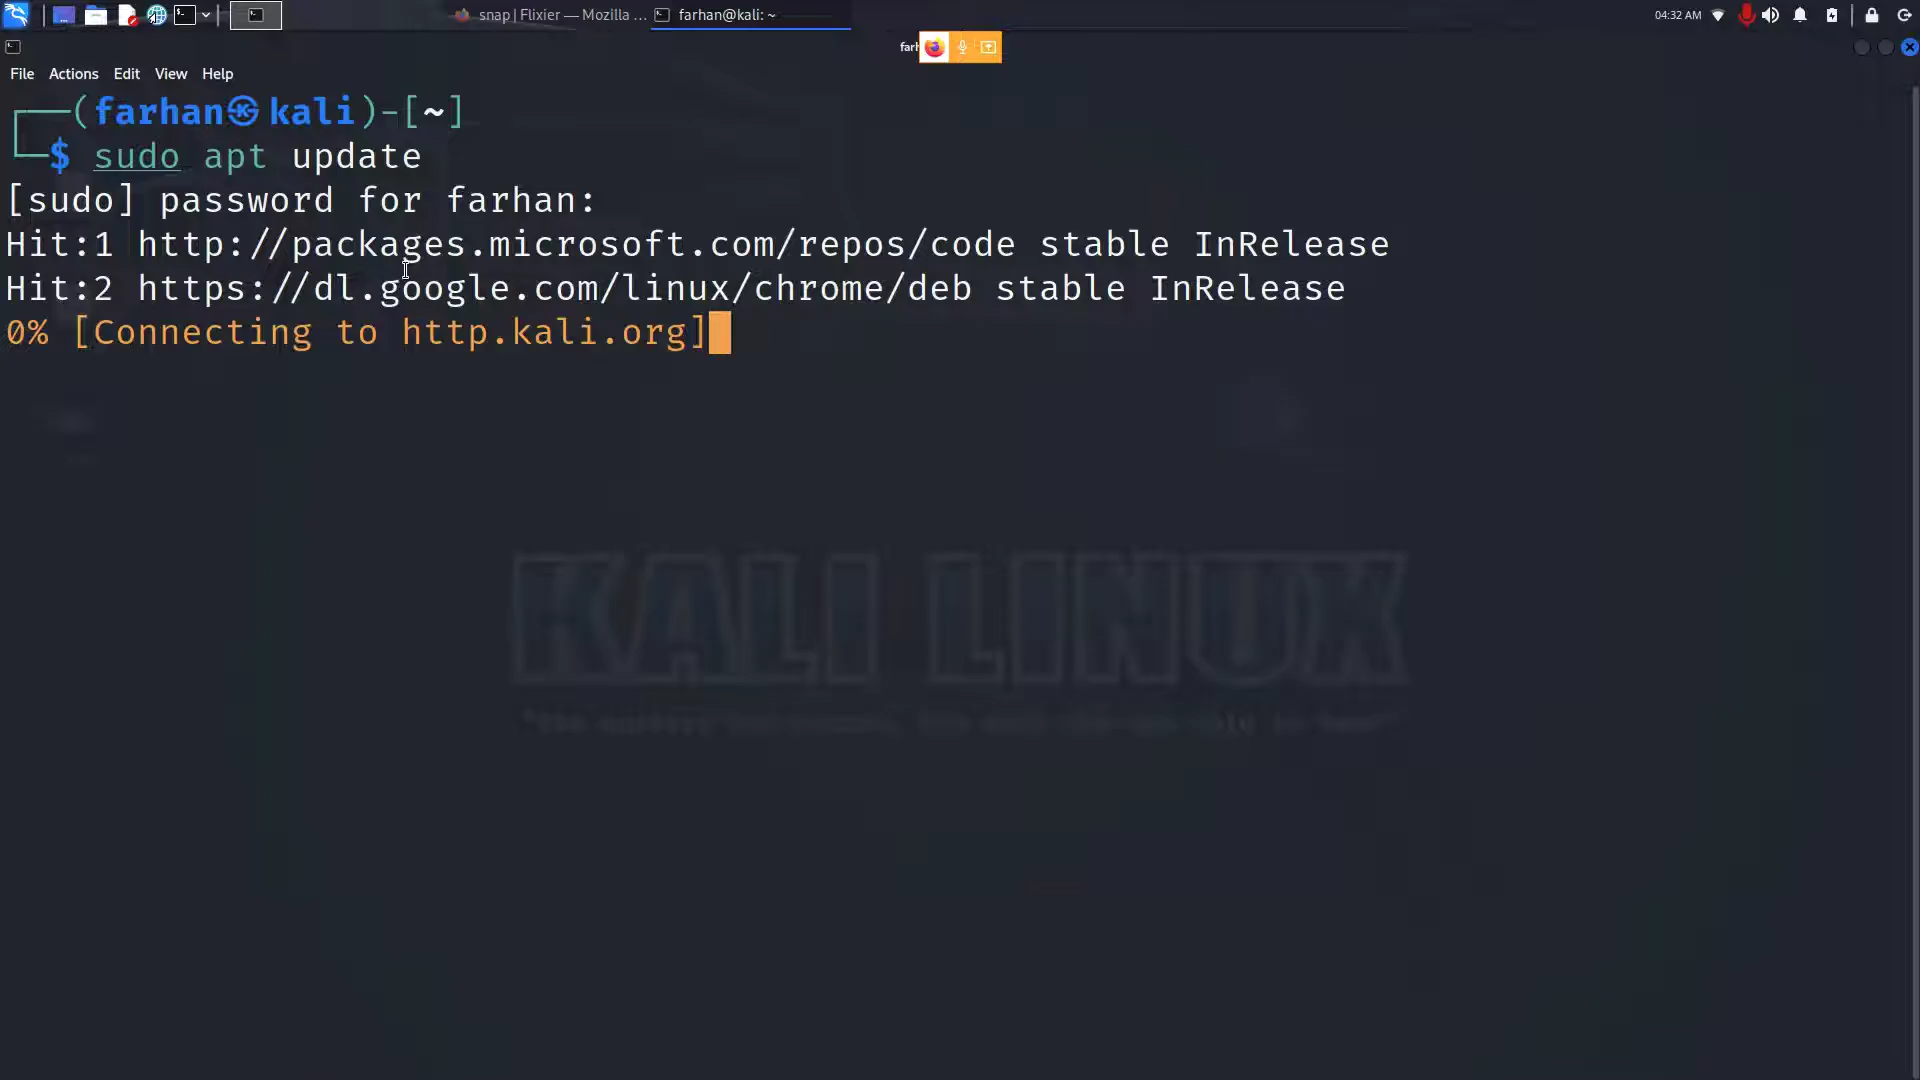 snap | Flixier — Mozilla ...
farhan@kali: ~
04:32 AM
farh
File Actions Edit View Help
┌──(farhan㉿kali)-[~]
└─$ sudo apt update
[sudo] password for farhan:
Hit:1 http://packages.microsoft.com/repos/code stable InRelease
Hit:2 https://dl.google.com/linux/chrome/deb stable InRelease
0% [Connecting to http.kali.org]
KALI LINUX